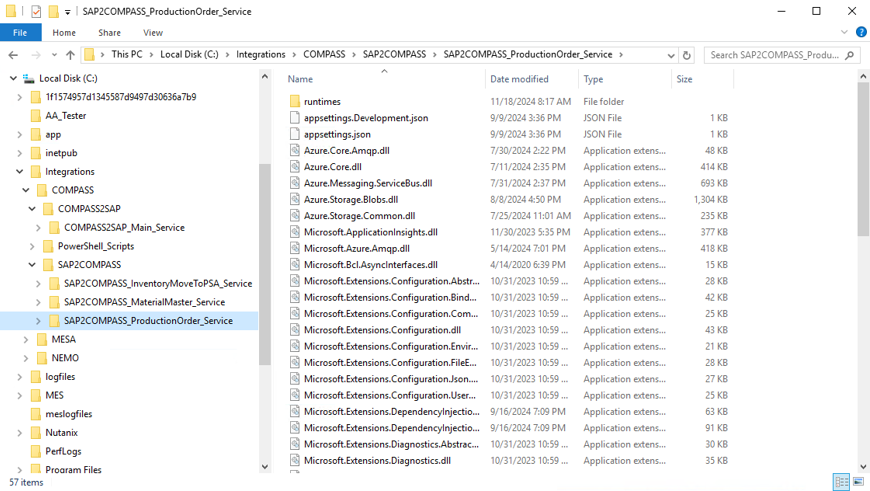 SAP2COMPASS_ProductionOrder_Service
File Home Share View
This PC Local Disk (C:) Integrations COMPASS SAP2COMPASS SAP2COMPASS_ProductionOrder_Service
Search SAP2COMPASS_Produ...
Local Disk (C:)
1f1574957d1345587d9497d30636a7b9
AA_Tester
app
inetpub
Integrations
COMPASS
COMPASS2SAP
COMPASS2SAP_Main_Service
PowerShell_Scripts
SAP2COMPASS
SAP2COMPASS_InventoryMoveToPSA_Service
SAP2COMPASS_MaterialMaster_Service
SAP2COMPASS_ProductionOrder_Service
MESA
NEMO
logfiles
MES
meslogfiles
Nutanix
PerfLogs
Program Files
Name Date modified Type Size
runtimes 11/18/2024 8:17 AM File folder
appsettings.Development.json 9/9/2024 3:36 PM JSON File 1 KB
appsettings.json 9/9/2024 3:36 PM JSON File 1 KB
Azure.Core.Amqp.dll 7/30/2024 2:22 PM Application extens... 48 KB
Azure.Core.dll 7/11/2024 2:35 PM Application extens... 414 KB
Azure.Messaging.ServiceBus.dll 7/31/2024 2:37 PM Application extens... 693 KB
Azure.Storage.Blobs.dll 8/8/2024 4:50 PM Application extens... 1,304 KB
Azure.Storage.Common.dll 7/25/2024 11:01 AM Application extens... 235 KB
Microsoft.ApplicationInsights.dll 11/30/2023 5:35 PM Application extens... 377 KB
Microsoft.Azure.Amqp.dll 5/14/2024 7:01 PM Application extens... 418 KB
Microsoft.Bcl.AsyncInterfaces.dll 4/14/2020 6:39 PM Application extens... 15 KB
Microsoft.Extensions.Configuration.Abstr... 10/31/2023 10:59 ... Application extens... 28 KB
Microsoft.Extensions.Configuration.Bind... 10/31/2023 10:59 ... Application extens... 42 KB
Microsoft.Extensions.Configuration.Com... 10/31/2023 10:59 ... Application extens... 25 KB
Microsoft.Extensions.Configuration.dll 10/31/2023 10:59 ... Application extens... 43 KB
Microsoft.Extensions.Configuration.Envir... 10/31/2023 10:59 ... Application extens... 21 KB
Microsoft.Extensions.Configuration.FileE... 10/31/2023 10:59 ... Application extens... 28 KB
Microsoft.Extensions.Configuration.Json.... 10/31/2023 10:59 ... Application extens... 27 KB
Microsoft.Extensions.Configuration.User... 10/31/2023 10:59 ... Application extens... 25 KB
Microsoft.Extensions.DependencyInjectio... 9/16/2024 7:09 PM Application extens... 63 KB
Microsoft.Extensions.DependencyInjectio... 9/16/2024 7:09 PM Application extens... 91 KB
Microsoft.Extensions.Diagnostics.Abstrac... 10/31/2023 10:59 ... Application extens... 30 KB
Microsoft.Extensions.Diagnostics.dll 10/31/2023 10:59 ... Application extens... 35 KB
57 items